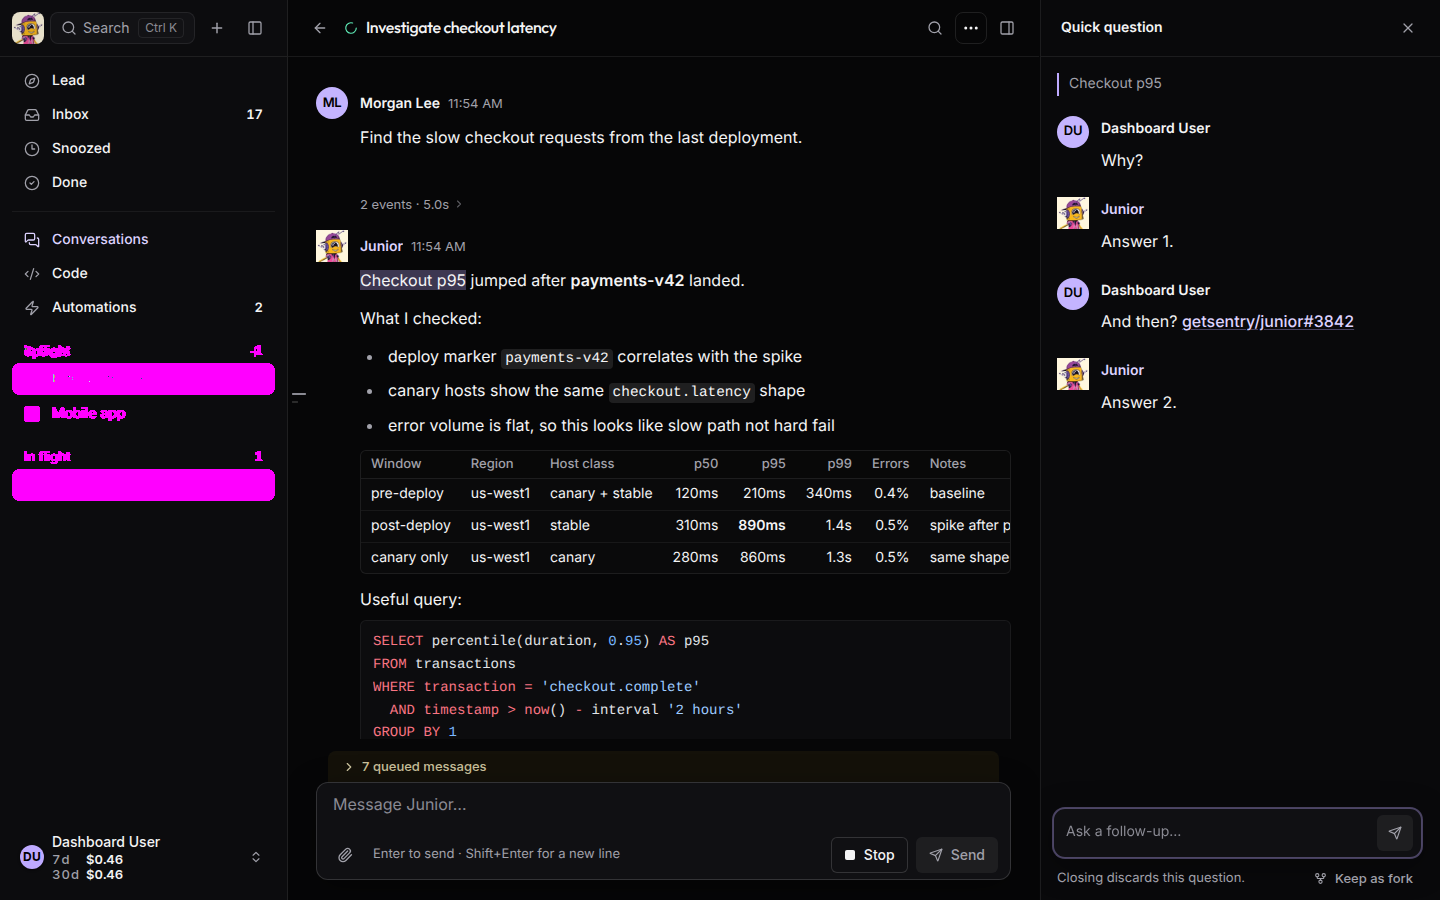 Search Ctrl K
Lead
Inbox 17
Snoozed
Done
Conversations
Code
Automations 2
Mobile app
In flight 1
Dashboard User
7d $0.46
30d $0.46
DU
Investigate checkout latency
ML Morgan Lee 11:54 AM
Find the slow checkout requests from the last deployment.
2 events · 5.0s
Junior 11:54 AM
Checkout p95 jumped after payments-v42 landed.
What I checked:
deploy marker payments-v42 correlates with the spike
canary hosts show the same checkout.latency shape
error volume is flat, so this looks like slow path not hard fail
Window Region Host class p50 p95 p99 Errors Notes
pre-deploy us-west1 canary + stable 120ms 210ms 340ms 0.4% baseline
post-deploy us-west1 stable 310ms 890ms 1.4s 0.5% spike after p
canary only us-west1 canary 280ms 860ms 1.3s 0.5% same shape
Useful query:
SELECT percentile(duration, 0.95) AS p95
FROM transactions
WHERE transaction = 'checkout.complete'
AND timestamp > now() - interval '2 hours'
GROUP BY 1
7 queued messages
Message Junior...
Enter to send · Shift+Enter for a new line
Stop
Send
Quick question
Checkout p95
DU Dashboard User
Why?
Junior
Answer 1.
DU Dashboard User
And then? getsentry/junior#3842
Junior
Answer 2.
Ask a follow-up...
Closing discards this question.
Keep as fork